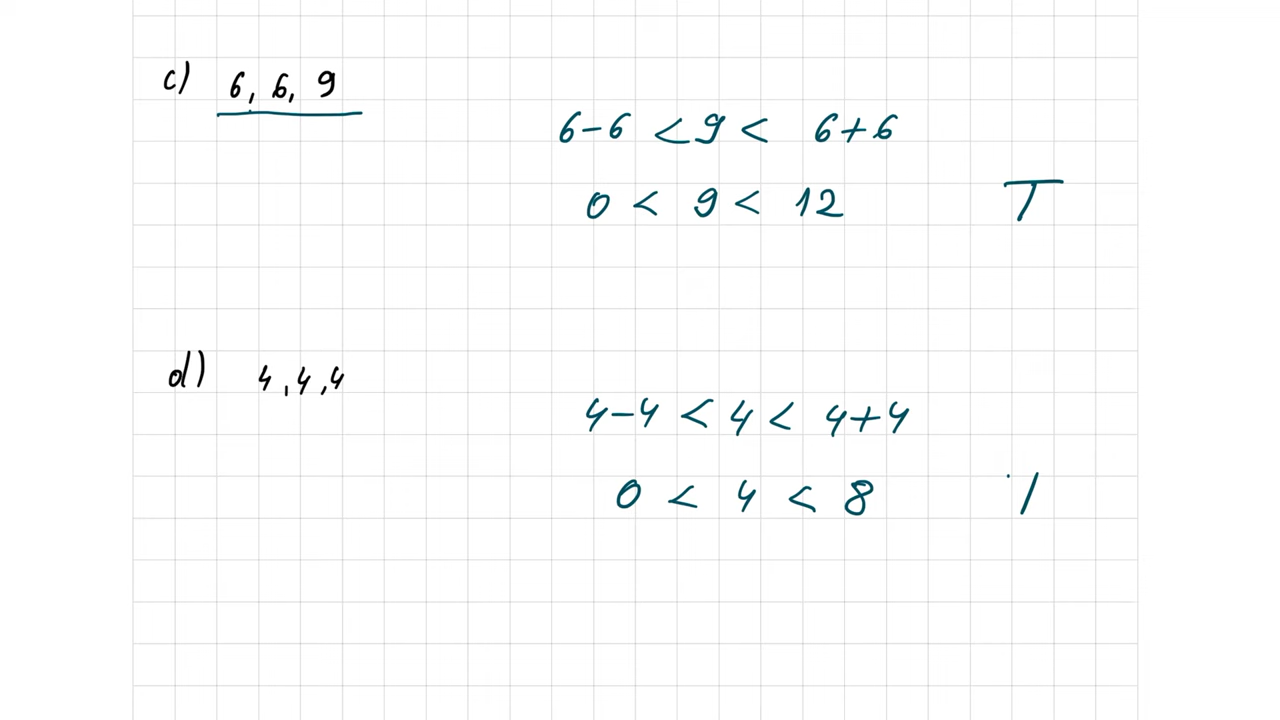 c) 6, 6, 9
6-6 < 9 < 6+6
0 < 9 < 12 T
d) 4, 4, 4
4-4 < 4 < 4+4
0 < 4 < 8